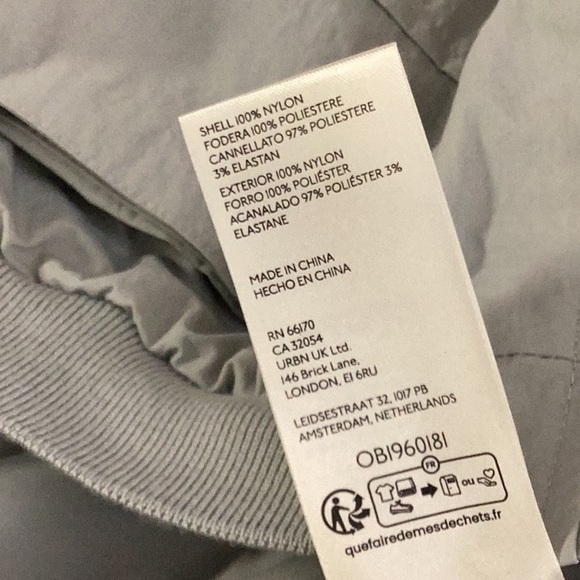 SHELL 100% NYLON
FODERA 100% POLIESTERE
CANNELLATO 97% POLIESTERE
3% ELASTAN
EXTERIOR 100% NYLON
FORRO 100% POLIÉSTER
ACANALADO 97% POLIÉSTER 3%
ELASTANE
MADE IN CHINA
HECHO EN CHINA
RN 66170
CA 32054
URBN UK Ltd.
146 Brick Lane,
LONDON, E1 6RU
LEIDSESTRAAT 32, 1017 PB
AMSTERDAM, NETHERLANDS
OB1960181
FR
ou
quefairedemesdechets.fr